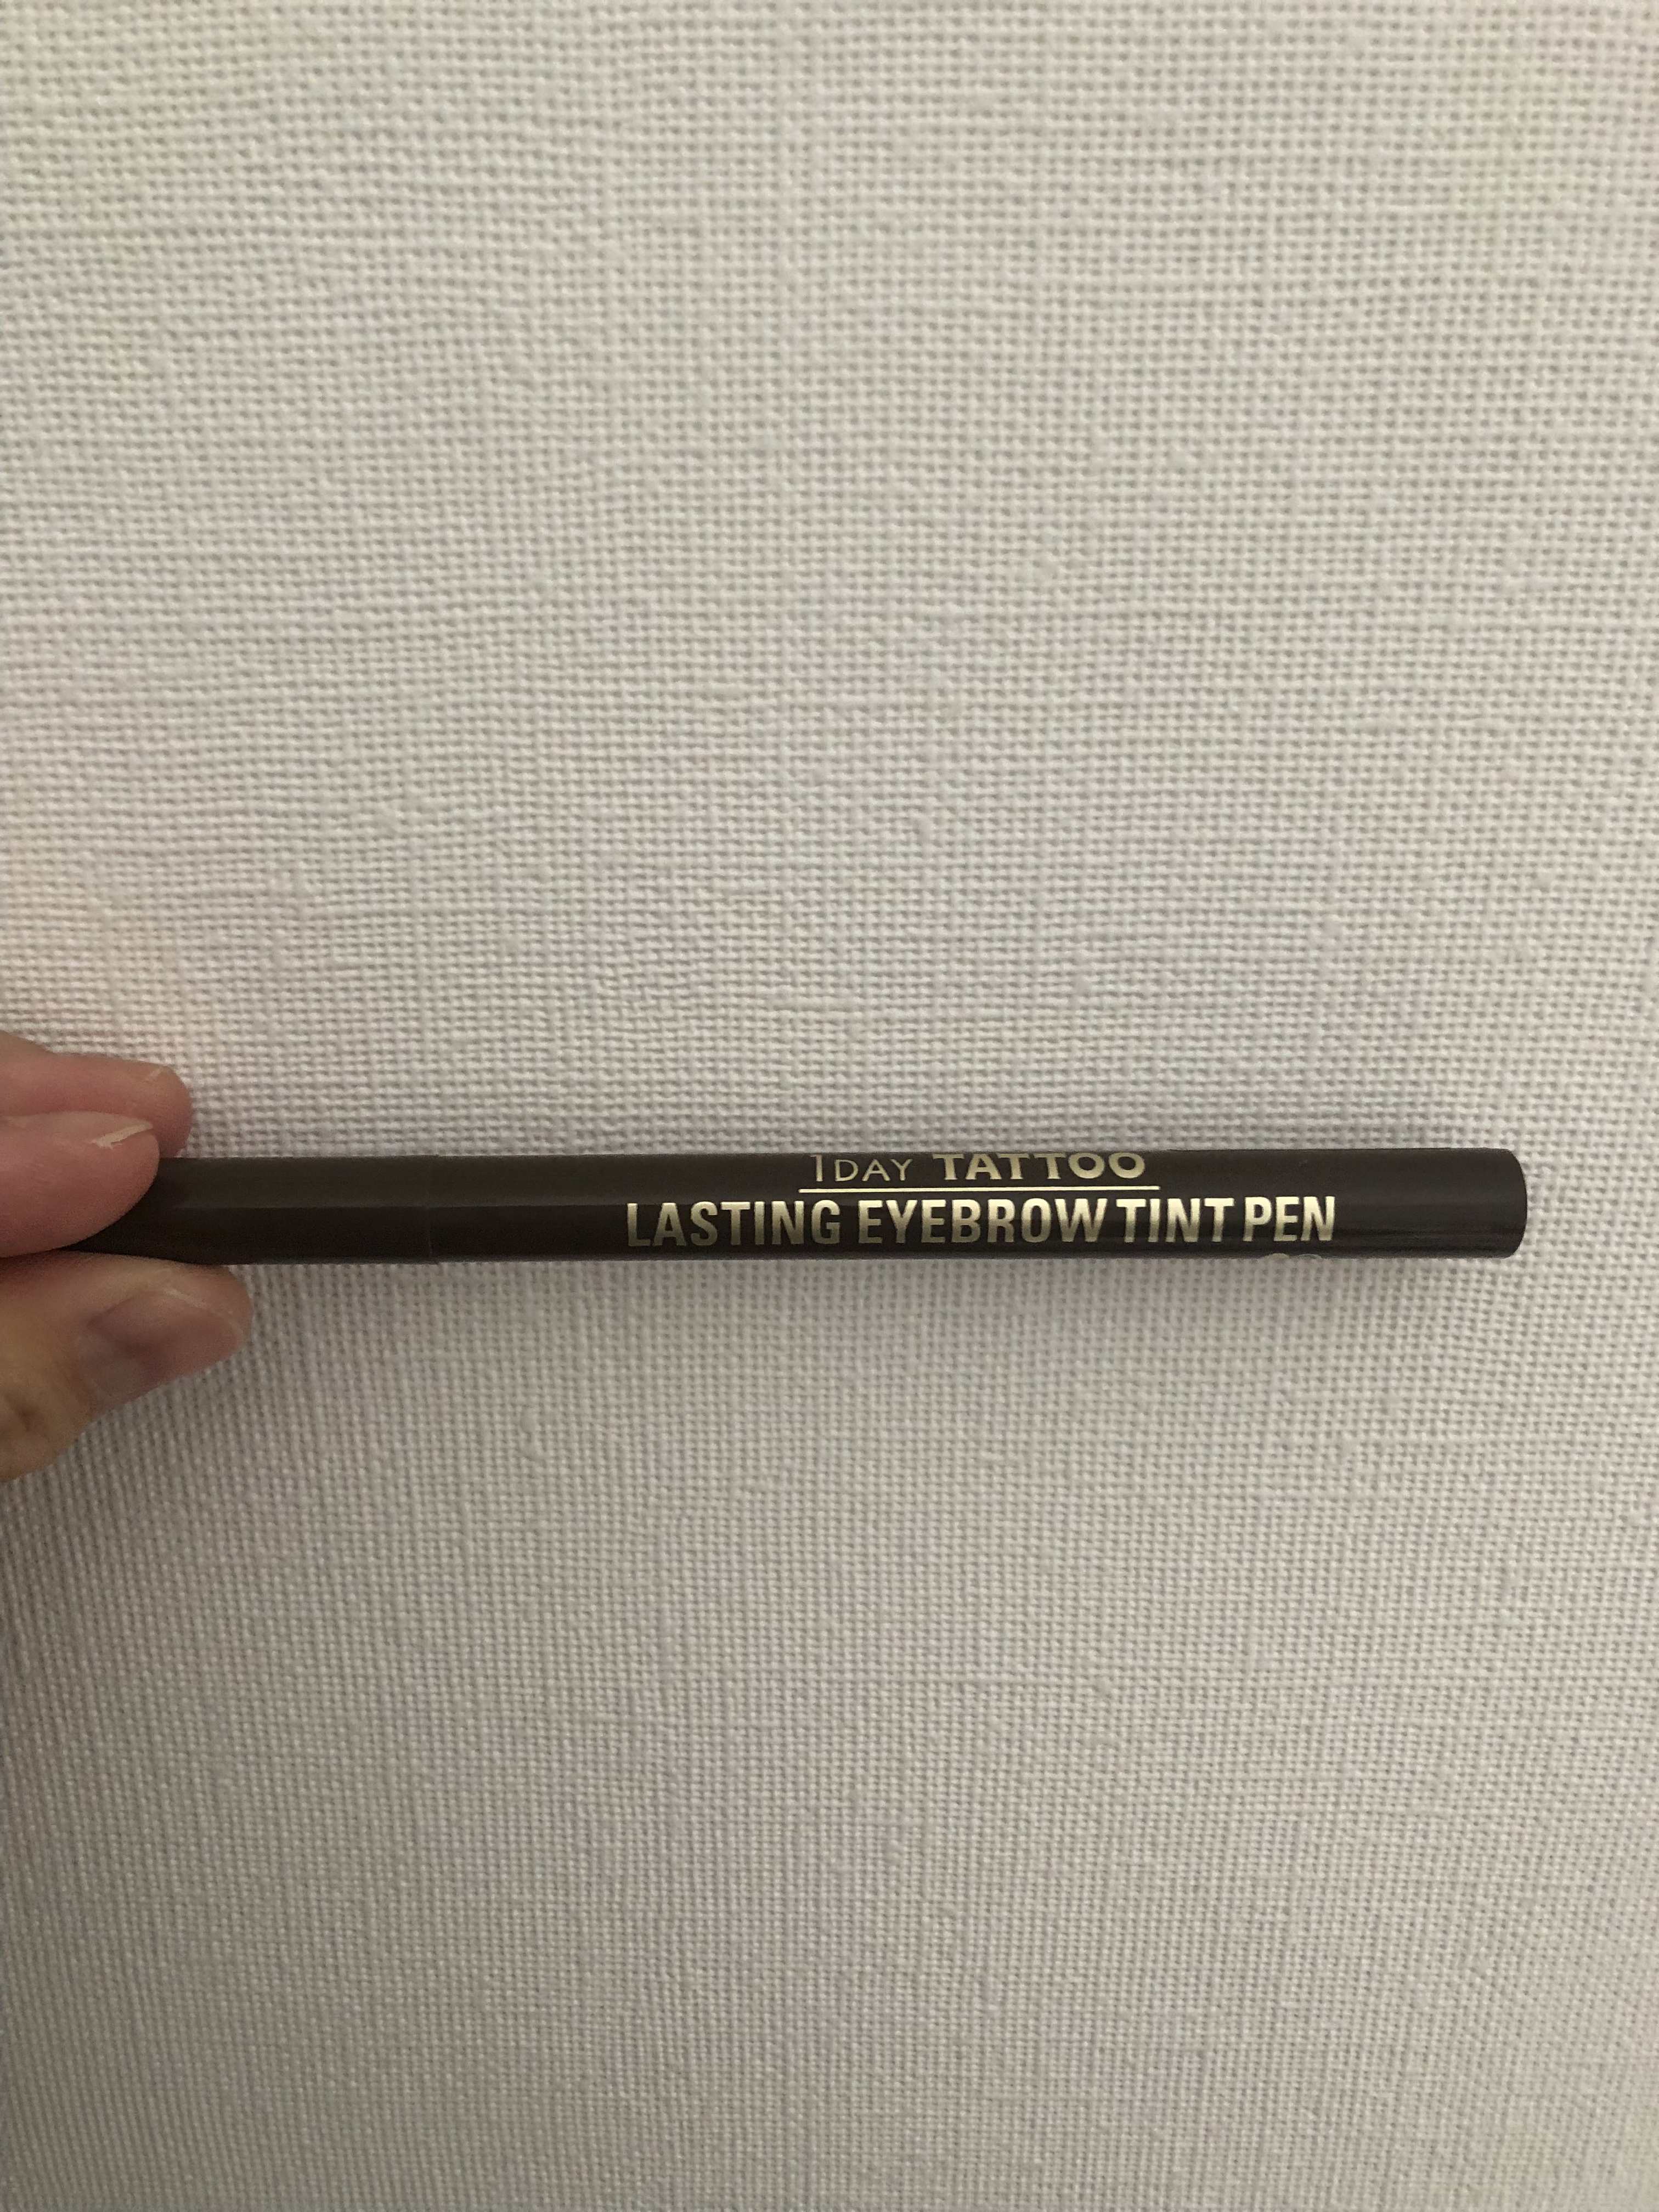 1DAY TATTOO
LASTING EYEBROW TINT PEN